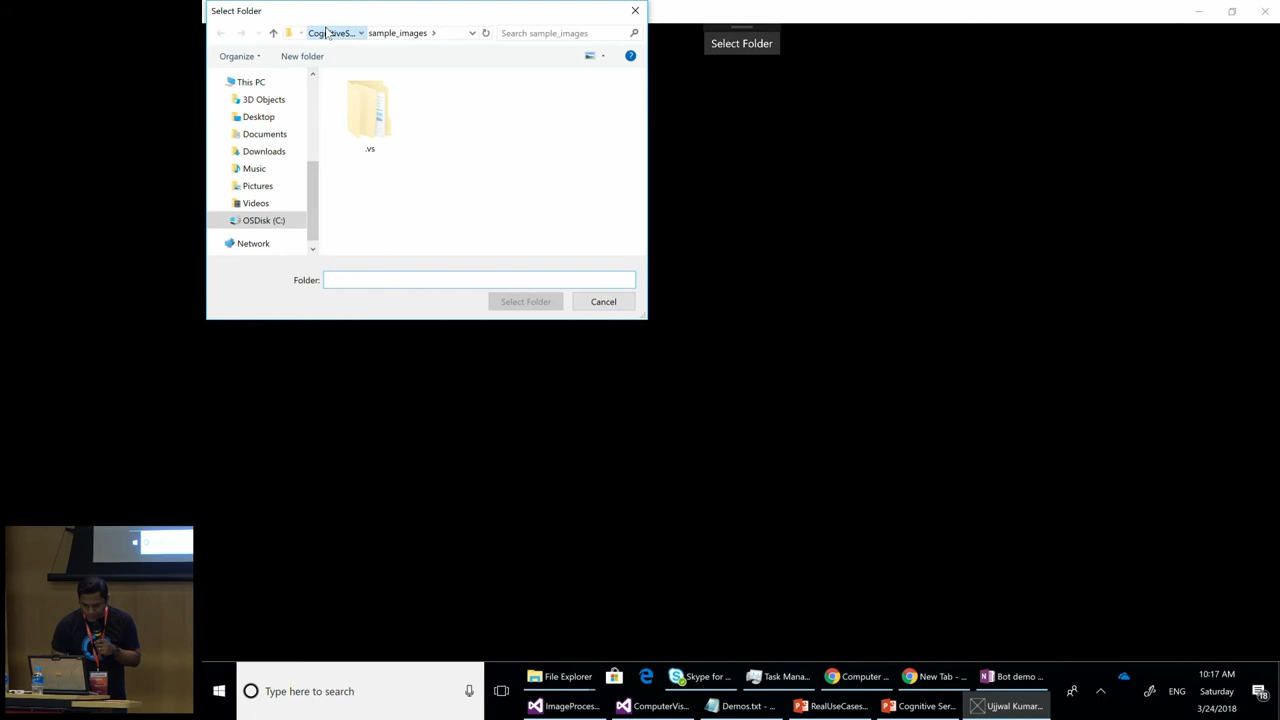 Select Folder
CognitiveS... sample_images
Search sample_images
Organize
New folder
This PC
3D Objects
Desktop
Documents
Downloads
Music
Pictures
Videos
OSDisk (C:)
Network
.vs
Folder:
Select Folder
Cancel
Select Folder
Type here to search
File Explorer
Skype for ...
Task Mana...
Computer ...
New Tab - ...
Bot demo ...
ImageProces...
ComputerVis...
Demos.txt - ...
RealUseCases...
Cognitive Ser...
Ujjwal Kumar...
ENG
10:17 AM
Saturday
3/24/2018
18